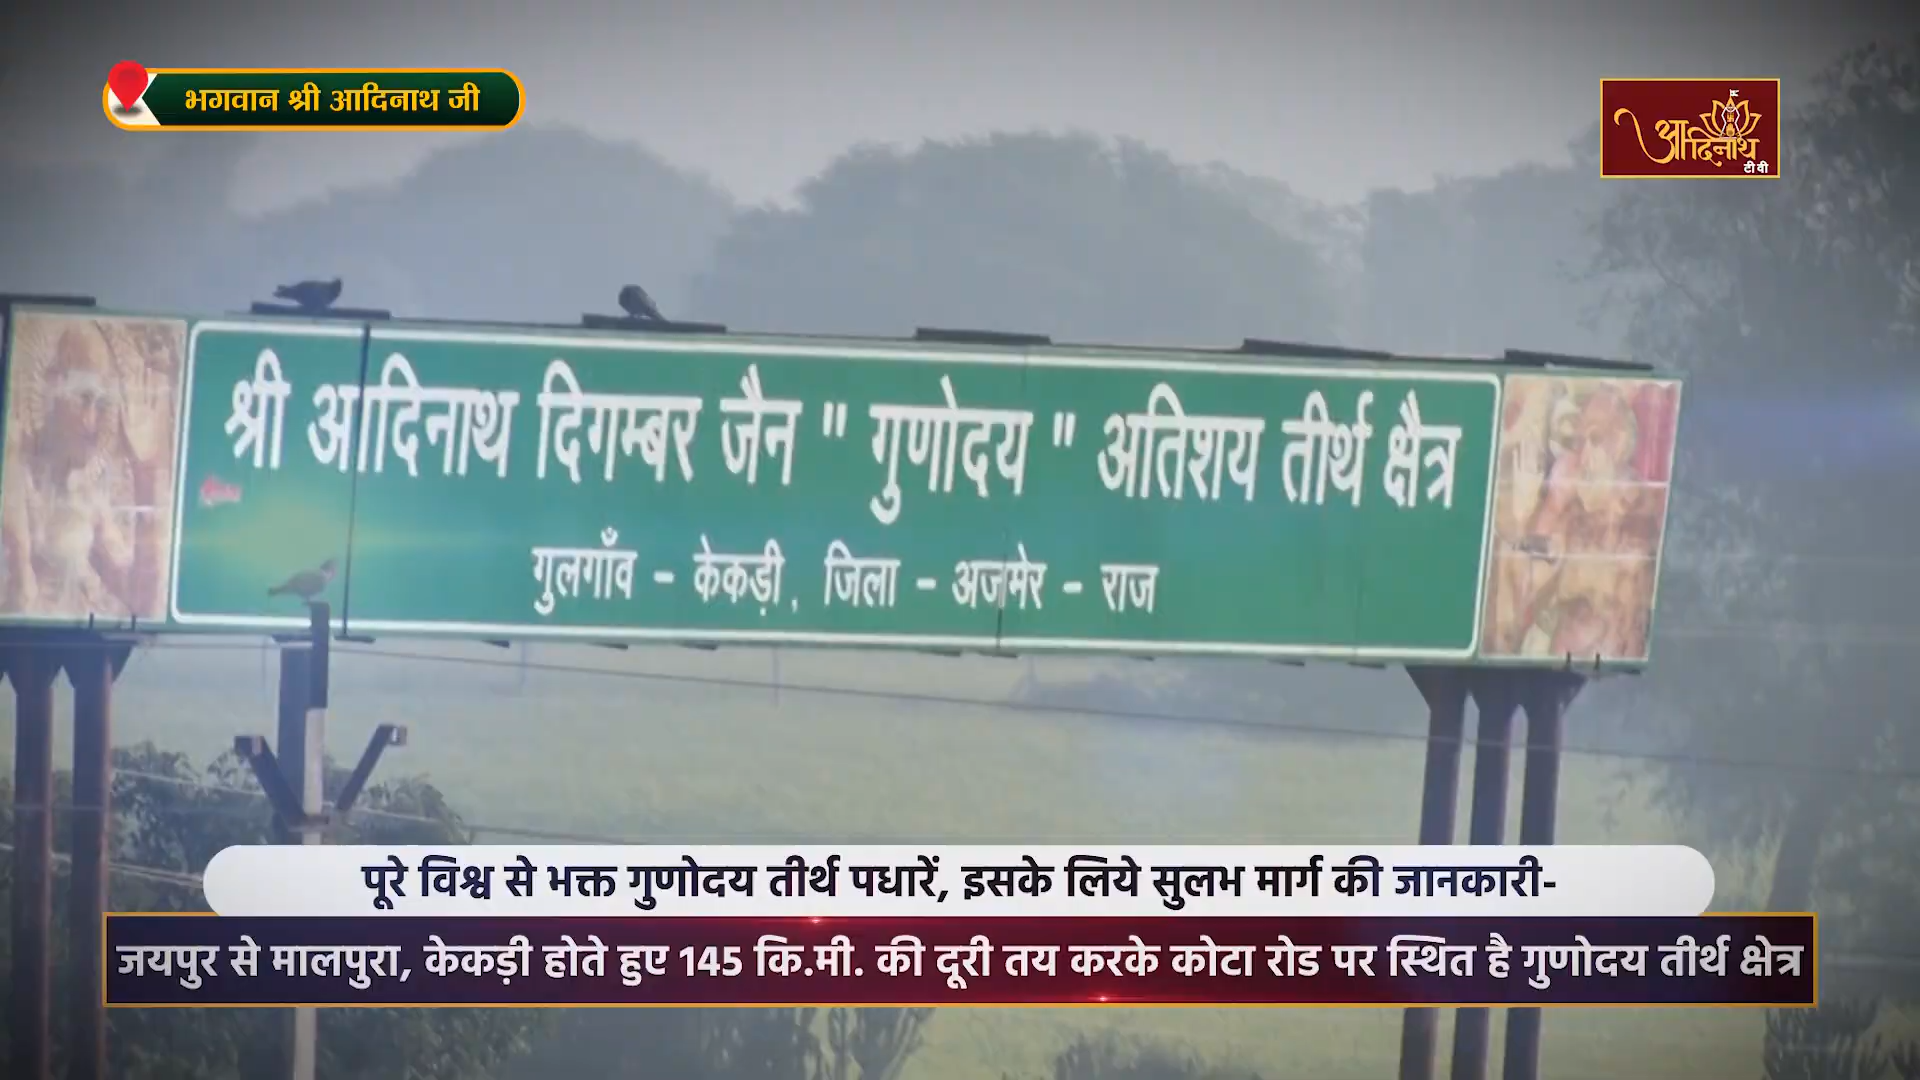 भगवान श्री आदिनाथ जी
आदिनाथ
टीवी
श्री आदिनाथ दिगम्बर जैन " गुणोदय " अतिशय तीर्थ क्षैत्र
गुलगाँव - केकड़ी, जिला - अजमेर - राज
पूरे विश्व से भक्त गुणोदय तीर्थ पधारें, इसके लिये सुलभ मार्ग की जानकारी-
जयपुर से मालपुरा, केकड़ी होते हुए 145 कि.मी. की दूरी तय करके कोटा रोड पर स्थित है गुणोदय तीर्थ क्षेत्र